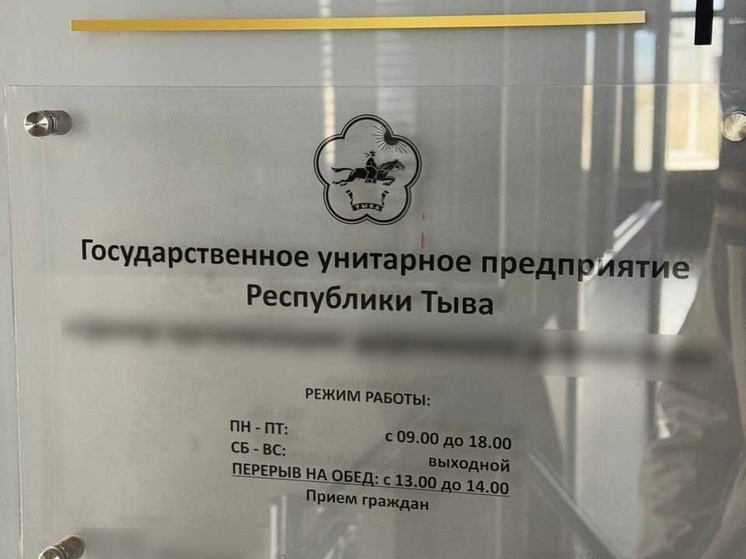 ТЫВА
Государственное унитарное предприятие
Республики Тыва
РЕЖИМ РАБОТЫ:
ПН - ПТ: с 09.00 до 18.00
СБ - ВС: выходной
ПЕРЕРЫВ НА ОБЕД: с 13.00 до 14.00
Прием граждан